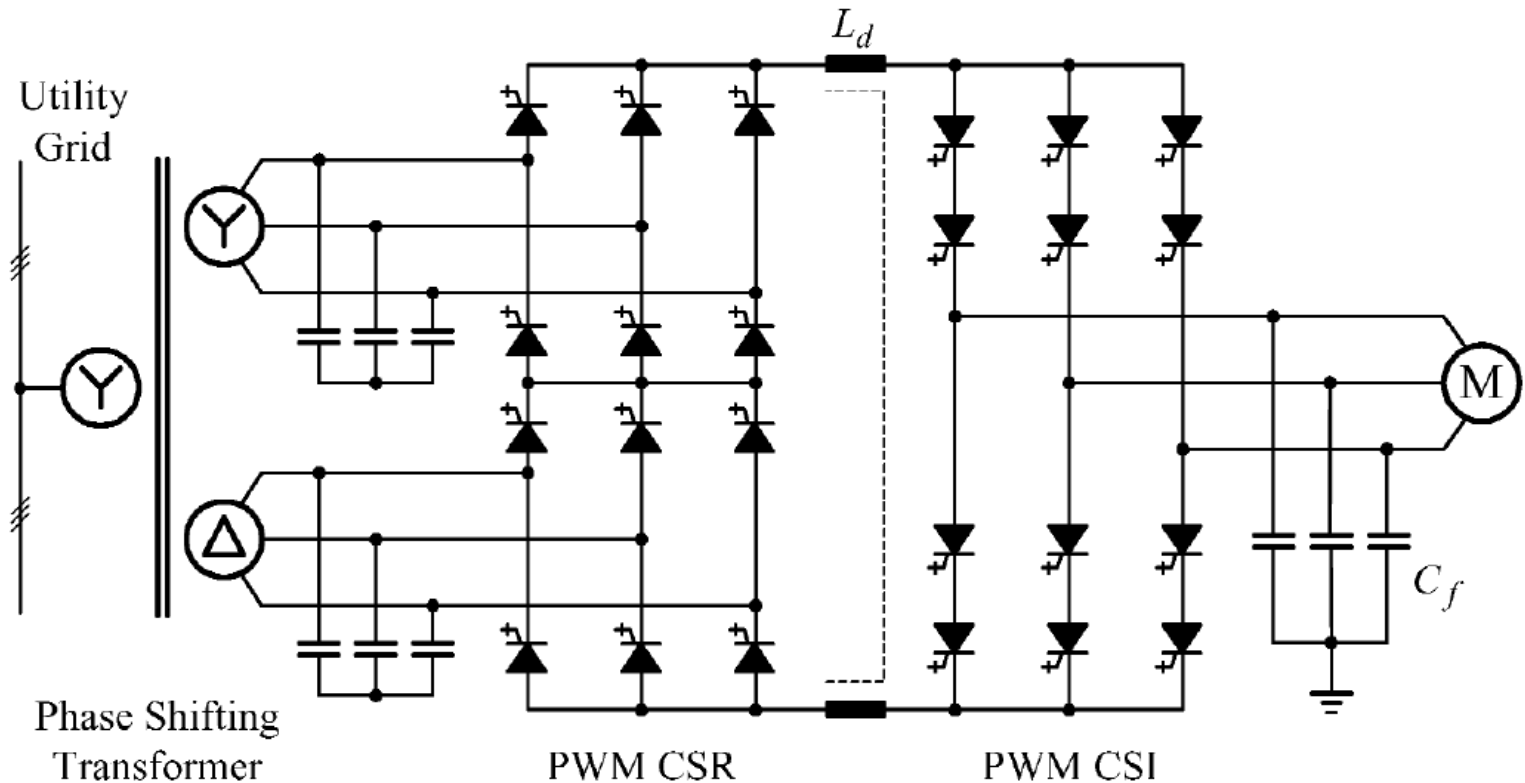 L_d
Utility
Grid
M
C_f
Phase Shifting
Transformer
PWM CSR
PWM CSI